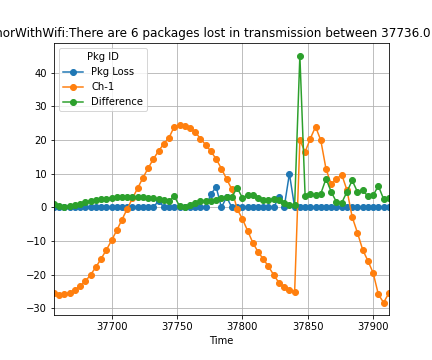 norWithWifi:There are 6 packages lost in transmission between 37736.0
Pkg ID
Pkg Loss
Ch-1
Difference
40
30
20
10
0
−10
−20
−30
37700
37750
37800
37850
37900
Time